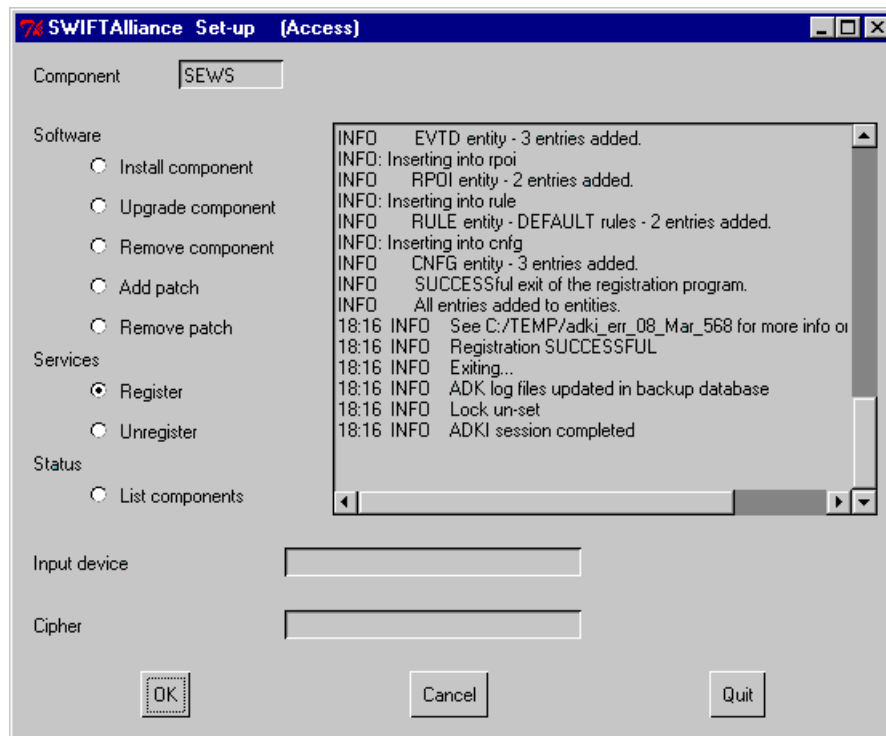 SWIFTAlliance Set-up (Access)
Component SEWS
Software
Install component
Upgrade component
Remove component
Add patch
Remove patch
Services
Register
Unregister
Status
List components
INFO EVTD entity - 3 entries added.
INFO: Inserting into rpoi
INFO RPOI entity - 2 entries added.
INFO: Inserting into rule
INFO RULE entity - DEFAULT rules - 2 entries added.
INFO: Inserting into cnfg
INFO CNFG entity - 3 entries added.
INFO SUCCESSful exit of the registration program.
INFO All entries added to entities.
18:16 INFO See C:/TEMP/adki_err_08_Mar_568 for more info or
18:16 INFO Registration SUCCESSFUL
18:16 INFO Exiting...
18:16 INFO ADK log files updated in backup database
18:16 INFO Lock un-set
18:16 INFO ADKI session completed
Input device
Cipher
OK Cancel Quit